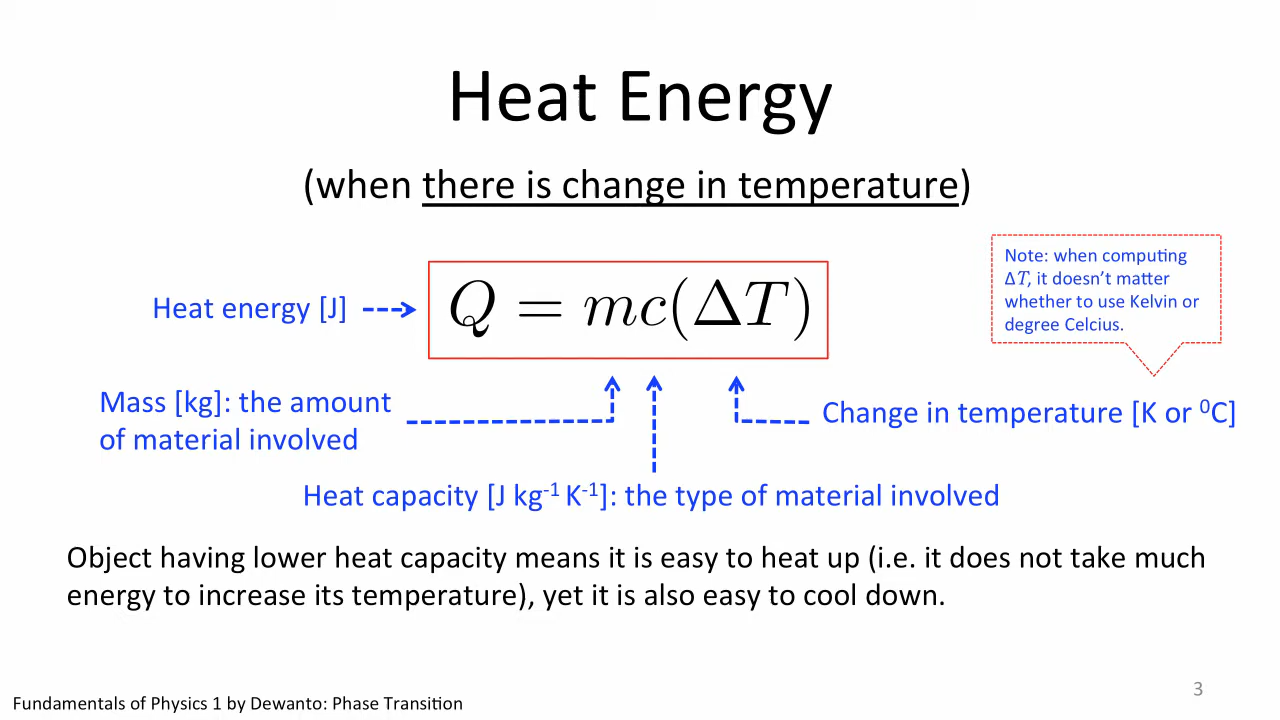 Heat Energy
(when there is change in temperature)
Note: when computing
ΔT, it doesn't matter
whether to use Kelvin or
degree Celcius.
Heat energy [J]
Q = mc(ΔT)
Mass [kg]: the amount
of material involved
Change in temperature [K or ⁰C]
Heat capacity [J kg⁻¹ K⁻¹]: the type of material involved
Object having lower heat capacity means it is easy to heat up (i.e. it does not take much
energy to increase its temperature), yet it is also easy to cool down.
Fundamentals of Physics 1 by Dewanto: Phase Transition
3